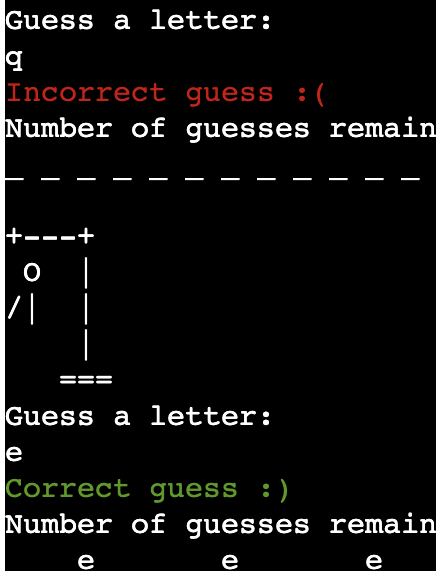 Guess a letter:
q
Incorrect guess :(
Number of guesses remain
_ _ _ _ _ _ _ _ _ _ _ _
+---+
 O  |
/|  |
    |
   ===
Guess a letter:
e
Correct guess :)
Number of guesses remain
    e       e       e